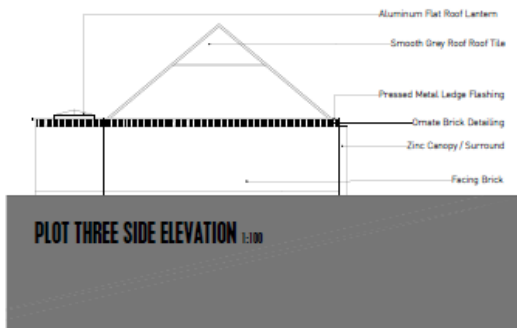 Aluminum Flat Roof Lantern
Smooth Grey Roof Roof Tile
Pressed Metal Ledge Flashing
Ornate Brick Detailing
Zinc Canopy / Surround
Facing Brick
PLOT THREE SIDE ELEVATION 1:100